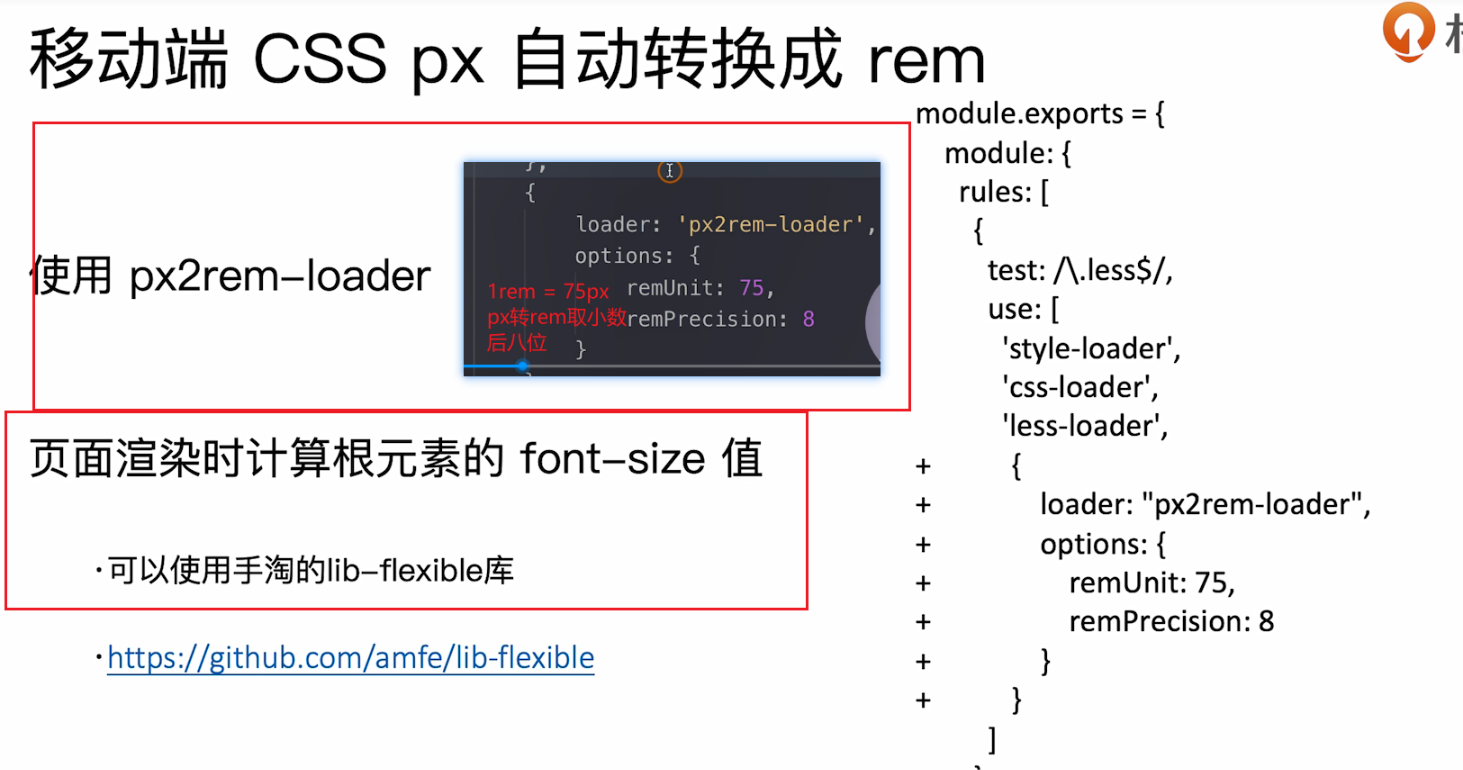 移动端 CSS px 自动转换成 rem
使用 px2rem-loader
},
{
loader: 'px2rem-loader',
options: {
remUnit: 75,
remPrecision: 8
}
1rem = 75px
px转rem取小数
后八位
页面渲染时计算根元素的 font-size 值
·可以使用手淘的lib-flexible库
·https://github.com/amfe/lib-flexible
module.exports = {
module: {
rules: [
{
test: /\.less$/,
use: [
'style-loader',
'css-loader',
'less-loader',
+ {
+ loader: "px2rem-loader",
+ options: {
+ remUnit: 75,
+ remPrecision: 8
+ }
+ }
]